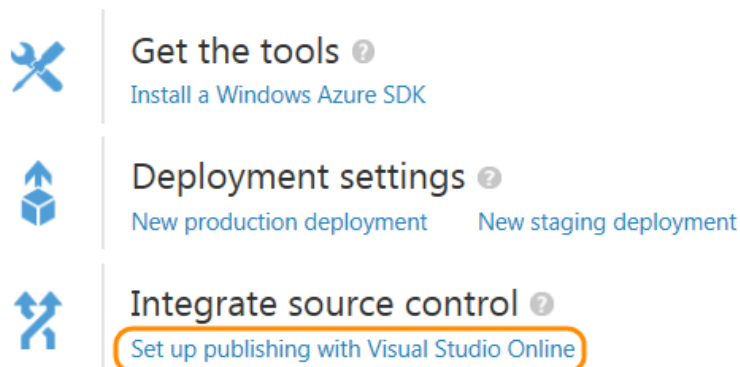 Get the tools
Install a Windows Azure SDK
Deployment settings
New production deployment New staging deployment
Integrate source control
Set up publishing with Visual Studio Online